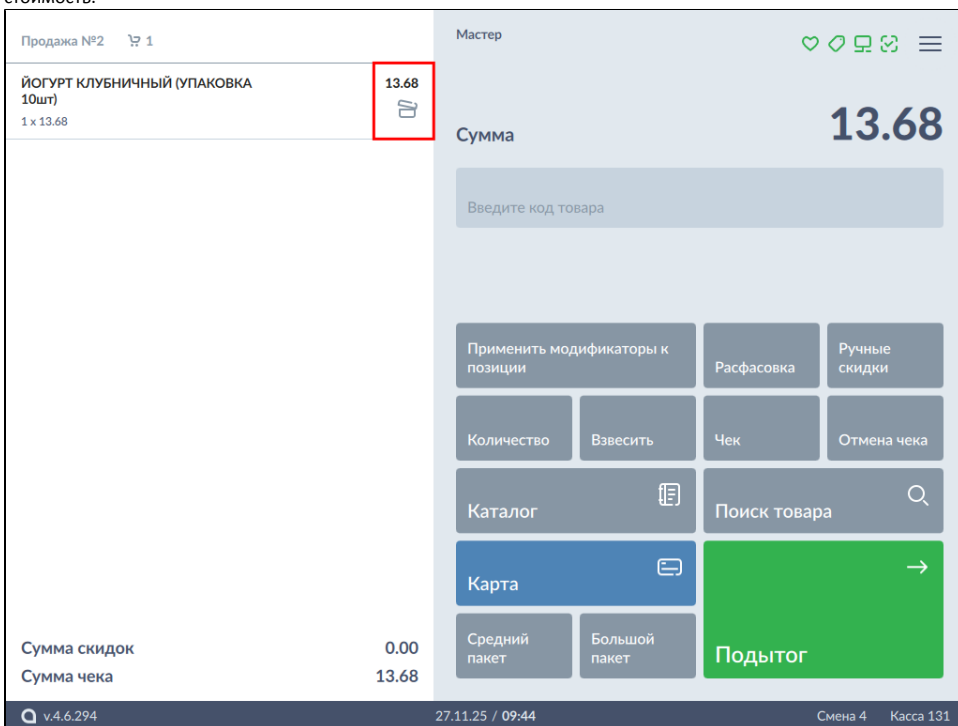 стоимость.
Продажа №2 1
Мастер
ЙОГУРТ КЛУБНИЧНЫЙ (УПАКОВКА
10шт)
13.68
1 x 13.68
Сумма
13.68
Введите код товара
Применить модификаторы к
позиции
Расфасовка
Ручные
скидки
Количество
Взвесить
Чек
Отмена чека
Каталог
Поиск товара
Карта
Средний
пакет
Большой
пакет
Подытог
Сумма скидок 0.00
Сумма чека 13.68
v.4.6.294 27.11.25 / 09:44 Смена 4 Касса 131